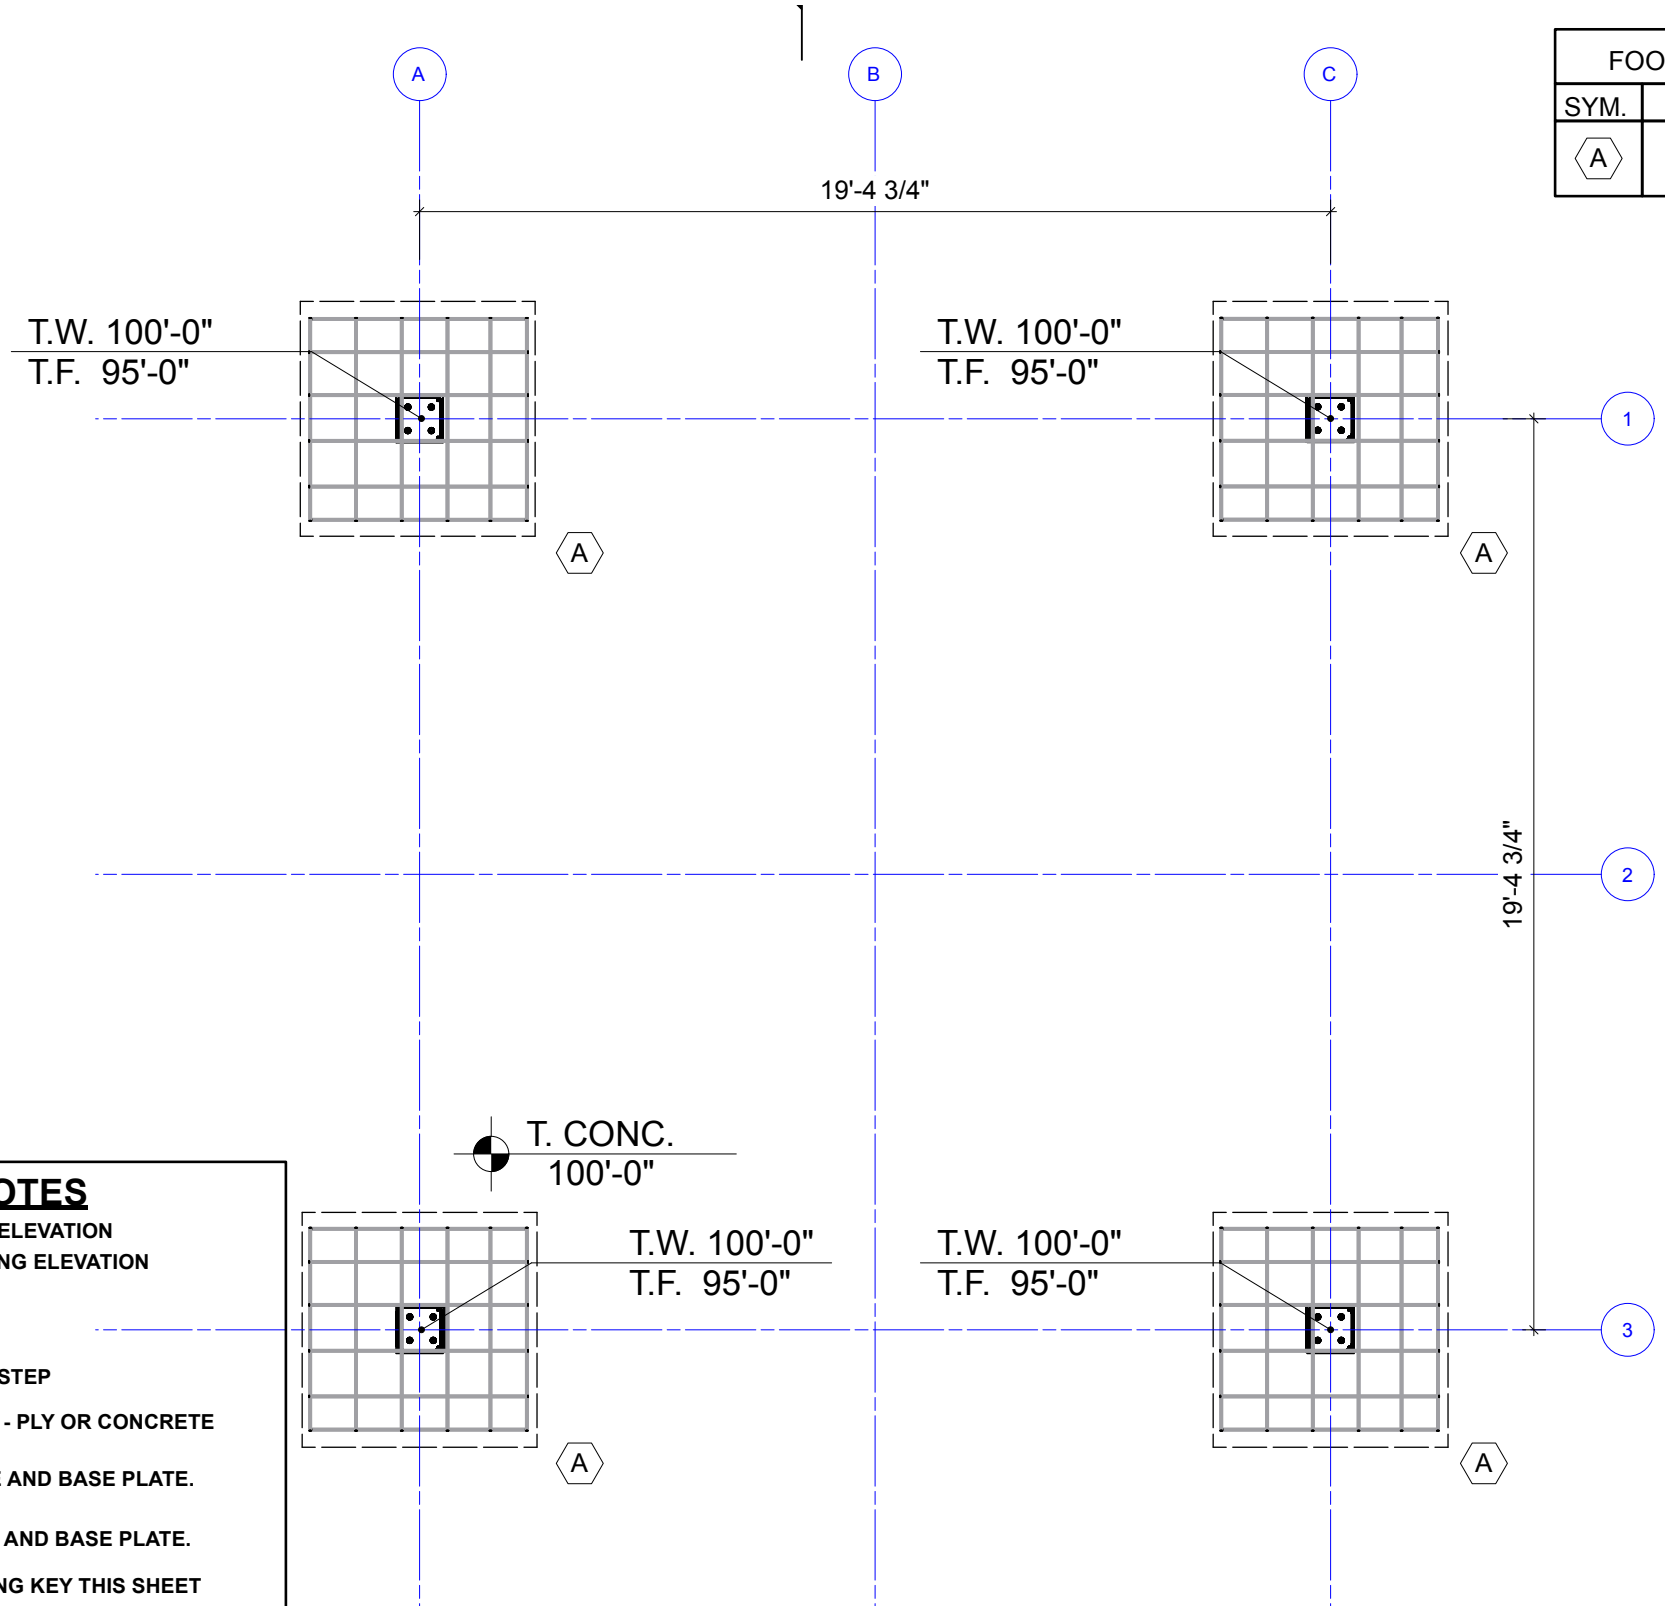 A
B
C
FOO
SYM.
A
19'-4 3/4"
T.W. 100'-0"
T.F. 95'-0"
T.W. 100'-0"
T.F. 95'-0"
1
A
A
19'-4 3/4"
2
T. CONC.
100'-0"
OTES
ELEVATION
NG ELEVATION
T.W. 100'-0"
T.F. 95'-0"
T.W. 100'-0"
T.F. 95'-0"
3
STEP
- PLY OR CONCRETE
A
A
E AND BASE PLATE.
AND BASE PLATE.
NG KEY THIS SHEET